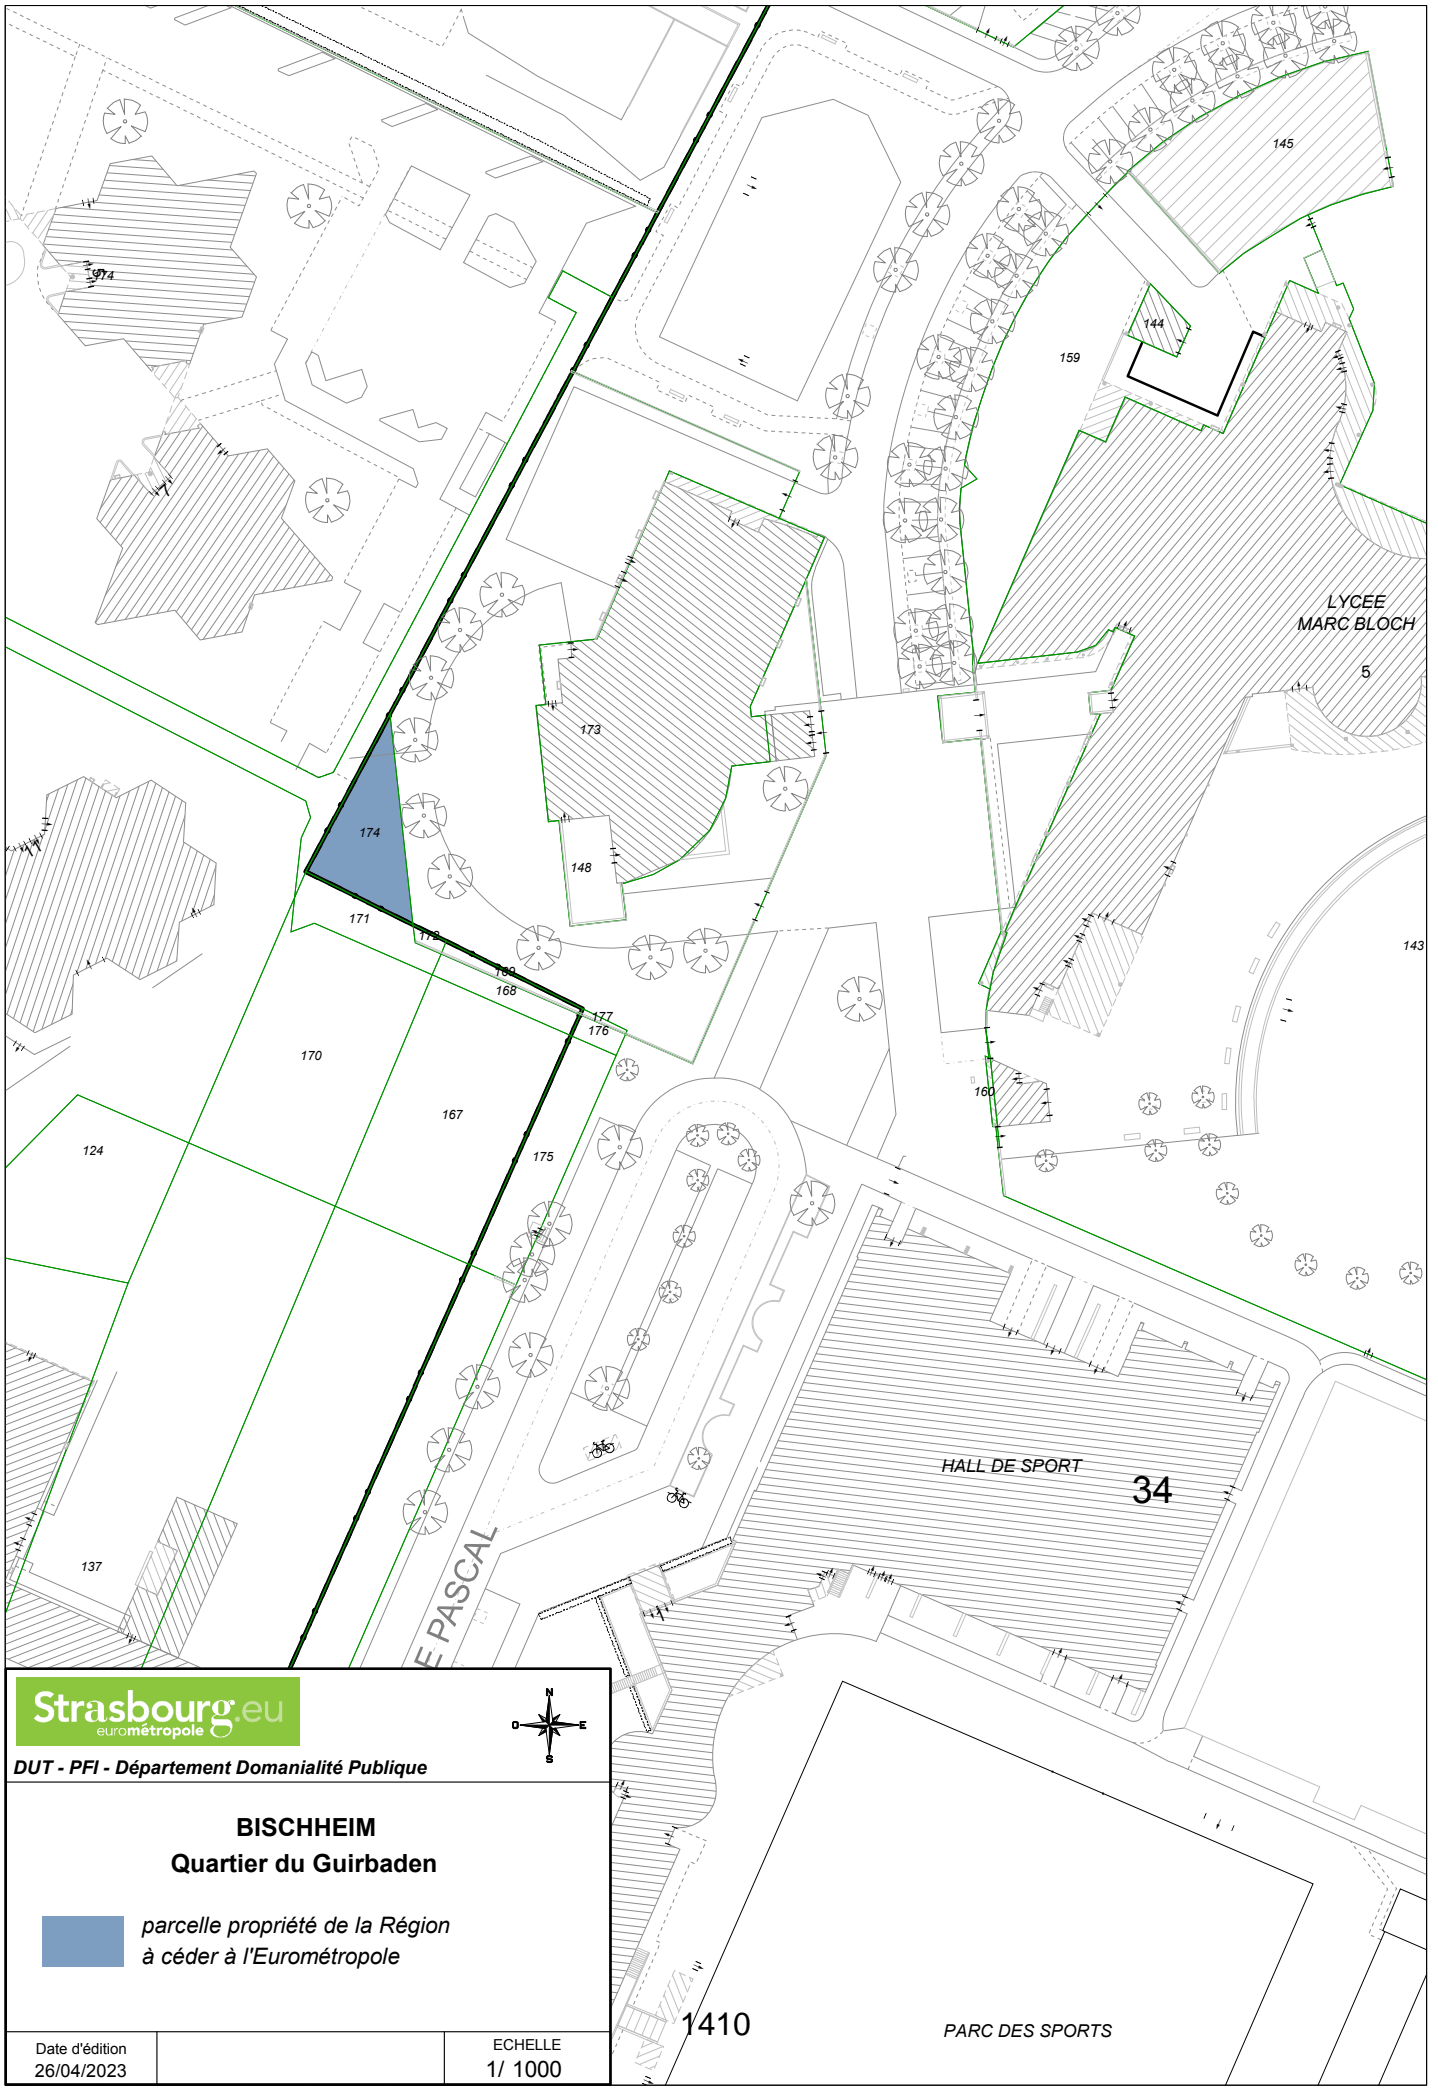 145
144
159
LYCEE
MARC BLOCH
5
7
173
174
148
171
172
169
168
177
176
170
167
175
124
137
143
160
11
HALL DE SPORT
34
E PASCAL
1410
PARC DES SPORTS
Strasbourg.eu
eurométropole
N
O
E
S
DUT - PFI - Département Domanialité Publique
BISCHHEIM
Quartier du Guirbaden
parcelle propriété de la Région
à céder à l'Eurométropole
Date d'édition
26/04/2023
ECHELLE
1/ 1000